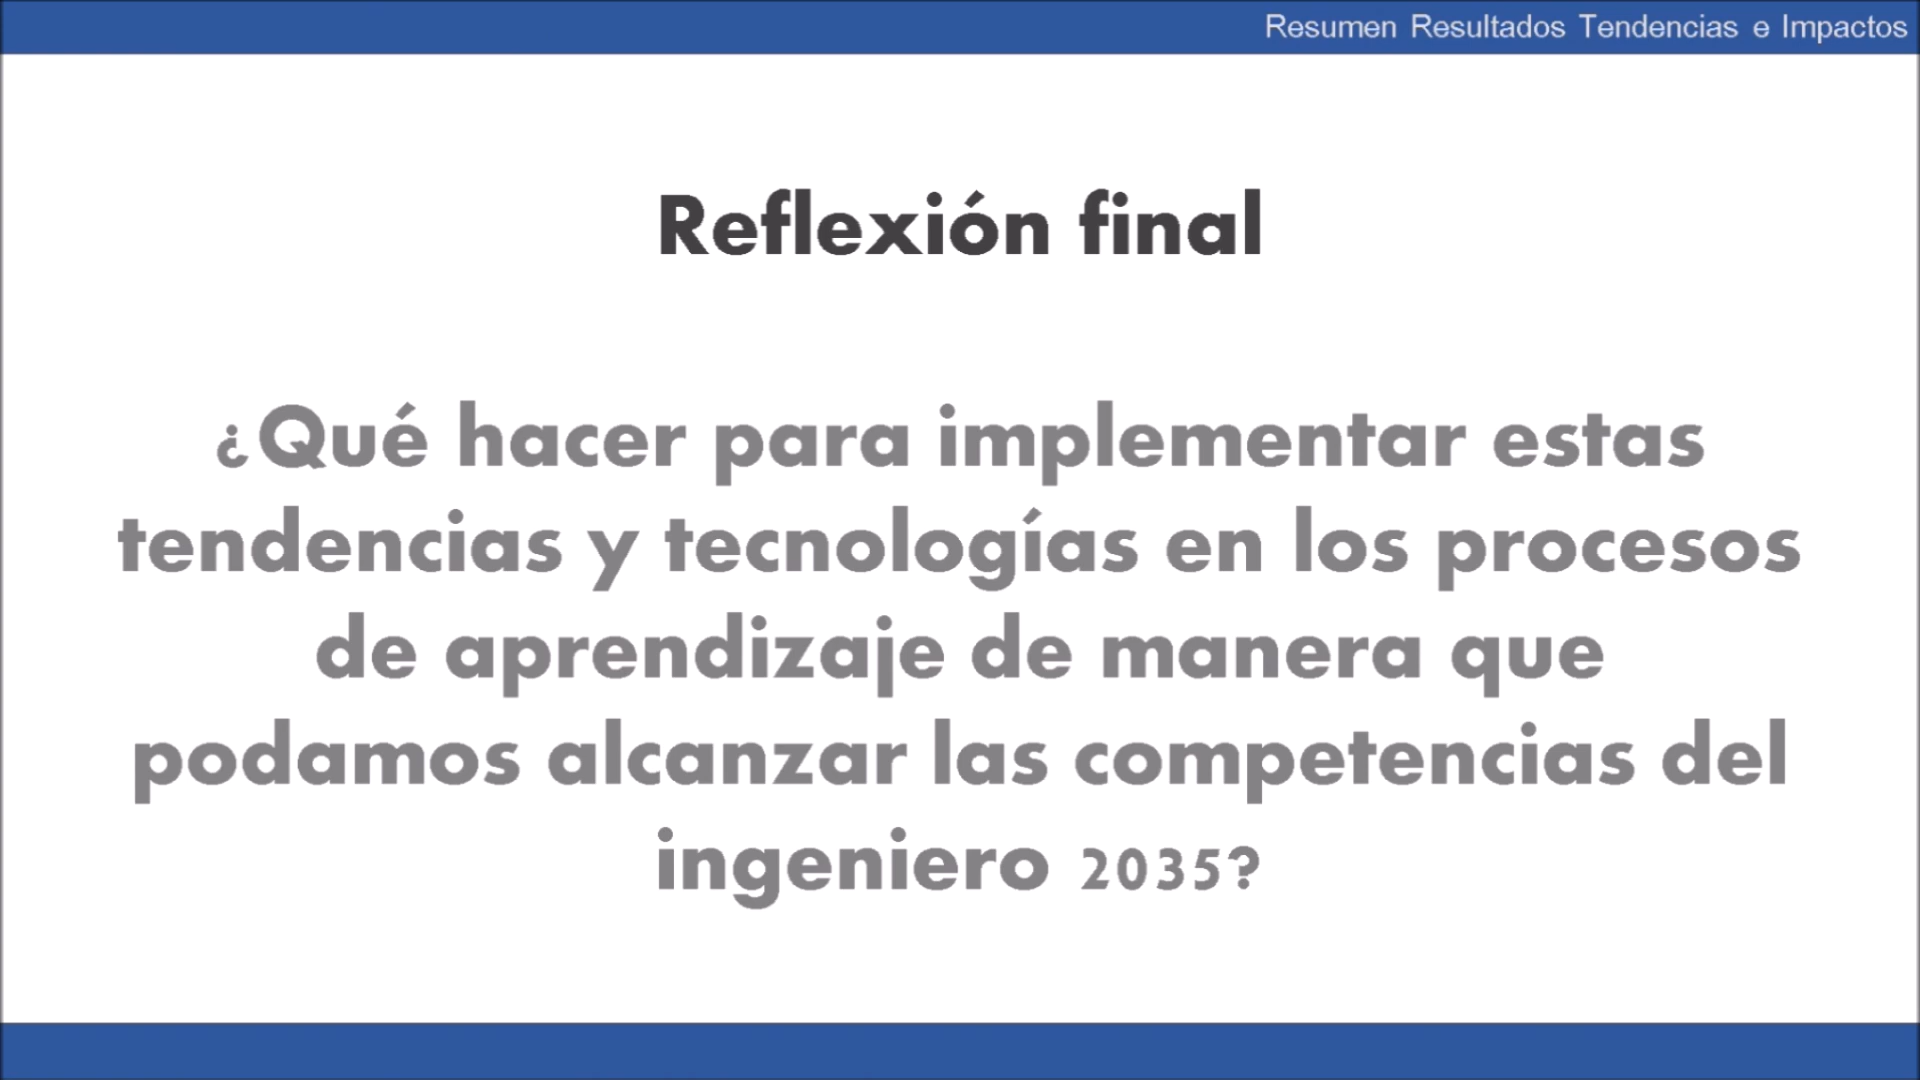 Resumen Resultados Tendencias e Impactos
Reflexión final
¿Qué hacer para implementar estas
tendencias y tecnologías en los procesos
de aprendizaje de manera que
podamos alcanzar las competencias del
ingeniero 2035?